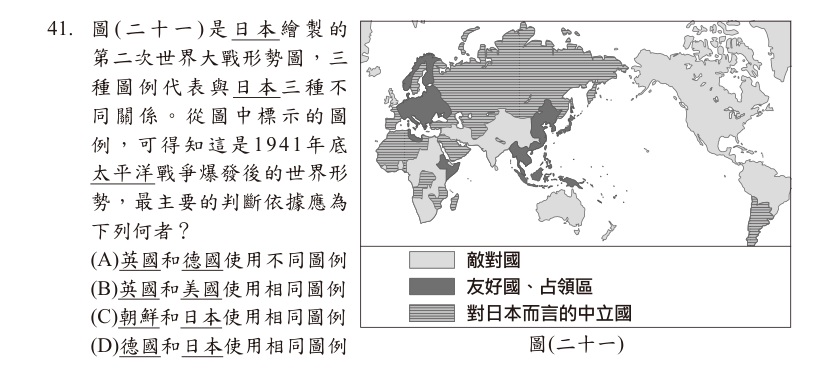 41. 圖(二十一)是日本繪製的
第二次世界大戰形勢圖，三
種圖例代表與日本三種不
同關係。從圖中標示的圖
例，可得知這是1941年底
太平洋戰爭爆發後的世界形
勢，最主要的判斷依據應為
下列何者？
(A)英國和德國使用不同圖例
(B)英國和美國使用相同圖例
(C)朝鮮和日本使用相同圖例
(D)德國和日本使用相同圖例
敵對國
友好國、占領區
對日本而言的中立國
圖(二十一)